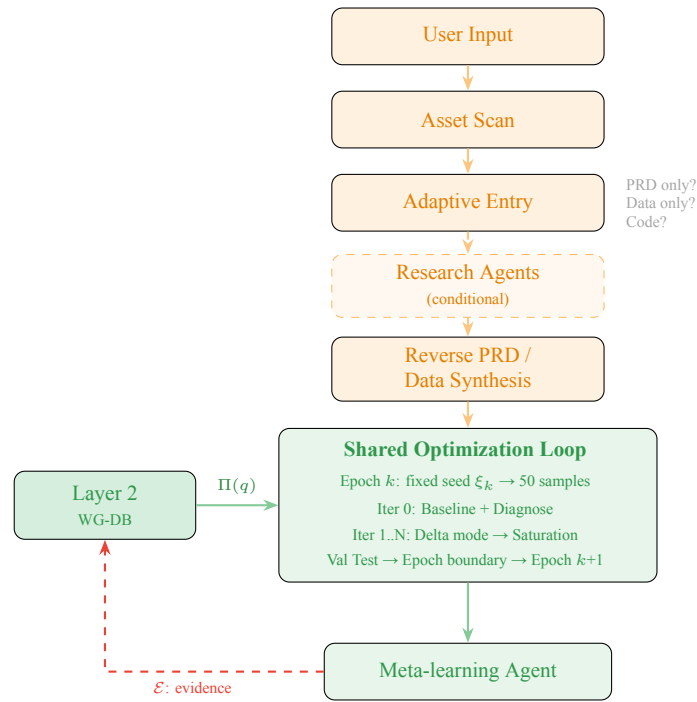 User Input
Asset Scan
Adaptive Entry
PRD only?
Data only?
Code?
Research Agents
(conditional)
Reverse PRD /
Data Synthesis
Shared Optimization Loop
Epoch k: fixed seed ξₖ → 50 samples
Iter 0: Baseline + Diagnose
Iter 1..N: Delta mode → Saturation
Val Test → Epoch boundary → Epoch k+1
Layer 2
WG-DB
Π(q)
Meta-learning Agent
ℰ: evidence